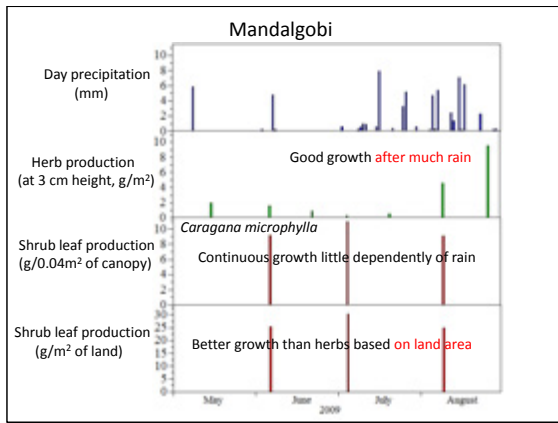 Mandalgobi
Day precipitation
(mm)
10
8
6
4
2
0
Herb production
(at 3 cm height, g/m²)
Good growth after much rain
10
8
6
4
2
0
Caragana microphylla
Shrub leaf production
(g/0.04m² of canopy)
Continuous growth little dependently of rain
10
8
6
4
2
0
Shrub leaf production
(g/m² of land)
Better growth than herbs based on land area
30
25
20
15
10
5
0
May June July August
2009